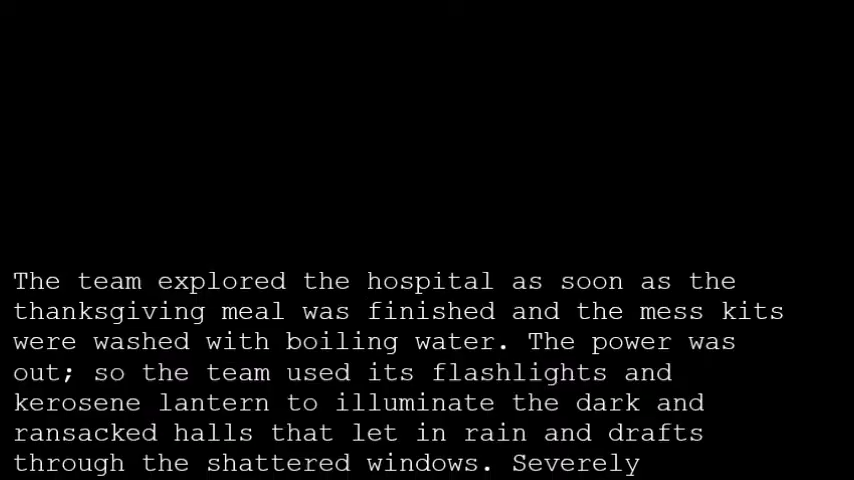 The team explored the hospital as soon as the
thanksgiving meal was finished and the mess kits
were washed with boiling water. The power was
out; so the team used its flashlights and
kerosene lantern to illuminate the dark and
ransacked halls that let in rain and drafts
through the shattered windows. Severely